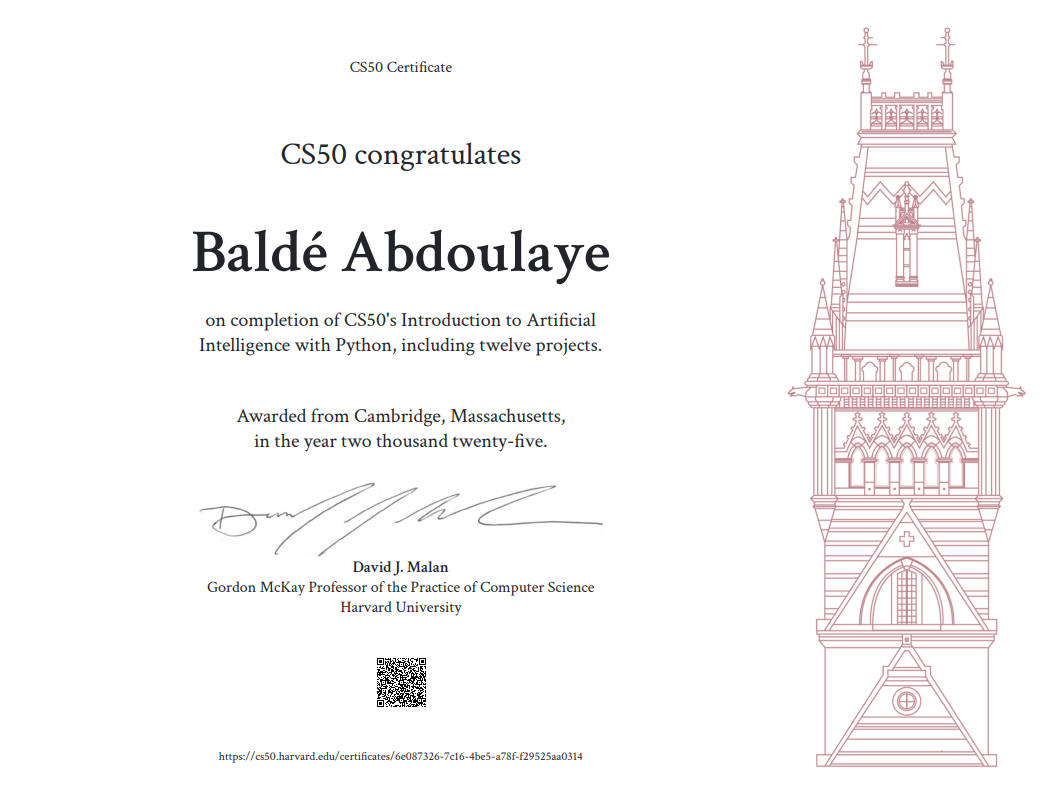 CS50 Certificate
CS50 congratulates
Baldé Abdoulaye
on completion of CS50's Introduction to Artificial
Intelligence with Python, including twelve projects.
Awarded from Cambridge, Massachusetts,
in the year two thousand twenty-five.
David J. Malan
Gordon McKay Professor of the Practice of Computer Science
Harvard University
https://cs50.harvard.edu/certificates/6e087326-7c16-4be5-a78f-f29525aa0314